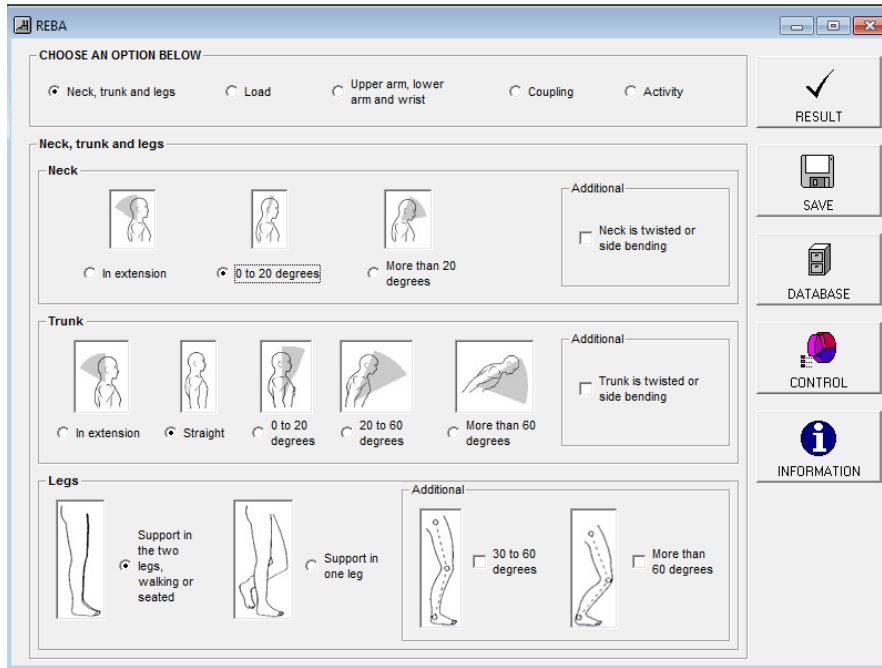 REBA
CHOOSE AN OPTION BELOW
Neck, trunk and legs
Load
Upper arm, lower
arm and wrist
Coupling
Activity
RESULT
SAVE
DATABASE
CONTROL
INFORMATION
Neck, trunk and legs
Neck
In extension
0 to 20 degrees
More than 20
degrees
Additional
Neck is twisted or
side bending
Trunk
In extension
Straight
0 to 20
degrees
20 to 60
degrees
More than 60
degrees
Additional
Trunk is twisted or
side bending
Legs
Support in
the two
legs,
walking or
seated
Support in
one leg
Additional
30 to 60
degrees
More than
60 degrees